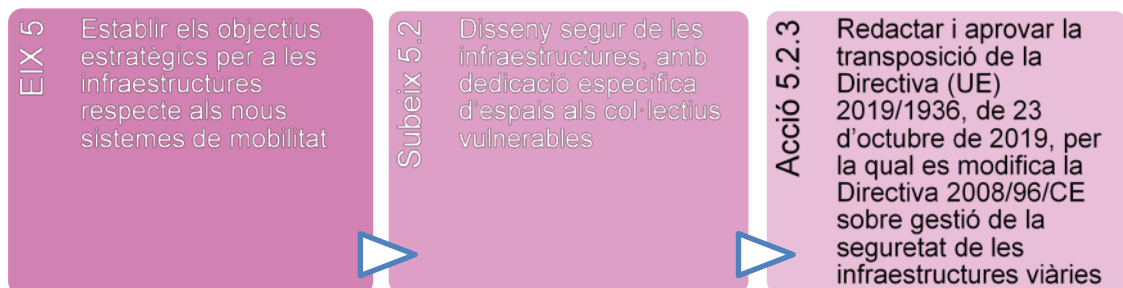 EIX 5
Establir els objectius
estratègics per a les
infraestructures
respecte als nous
sistemes de mobilitat
Subeix 5.2
Disseny segur de les
infraestructures, amb
dedicació específica
d'espais als col·lectius
vulnerables
Acció 5.2.3
Redactar i aprovar la
transposició de la
Directiva (UE)
2019/1936, de 23
d’octubre de 2019, per
la qual es modifica la
Directiva 2008/96/CE
sobre gestió de la
seguretat de les
infraestructures viàries